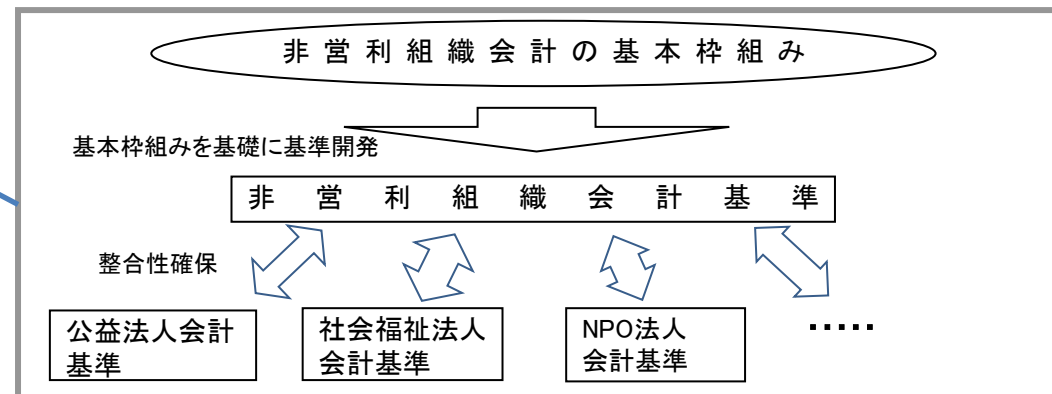 非営利組織会計の基本枠組み
基本枠組みを基礎に基準開発
非営利組織会計基準
整合性確保
公益法人会計
基準
社会福祉法人
会計基準
NPO法人
会計基準
・・・・・